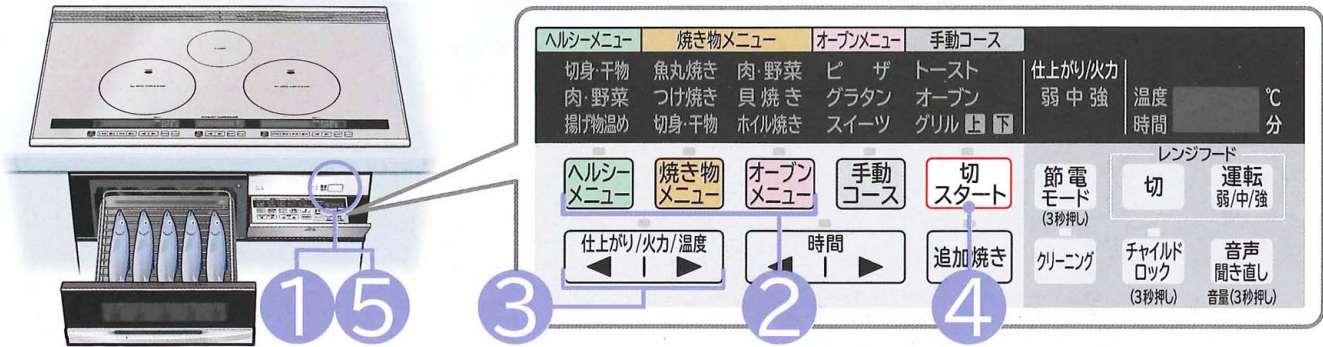 ヘルシーメニュー 焼き物メニュー オーブンメニュー 手動コース
切身・干物 魚丸焼き 肉・野菜 ピザ トースト
肉・野菜 つけ焼き 貝焼き グラタン オーブン
揚げ物温め 切身・干物 ホイル焼き スイーツ グリル 上 下
仕上がり/火力
弱 中 強
温度 ℃
時間 分
ヘルシー
メニュー
焼き物
メニュー
オーブン
メニュー
手動
コース
切
スタート
節電
モード
(3秒押し)
レンジフード
切
運転
弱/中/強
仕上がり/火力/温度
◀ | ▶
時間
◀ | ▶
追加焼き
クリーニング
チャイルド
ロック
(3秒押し)
音声
聞き直し
音量(3秒押し)
1 5 3 2 4